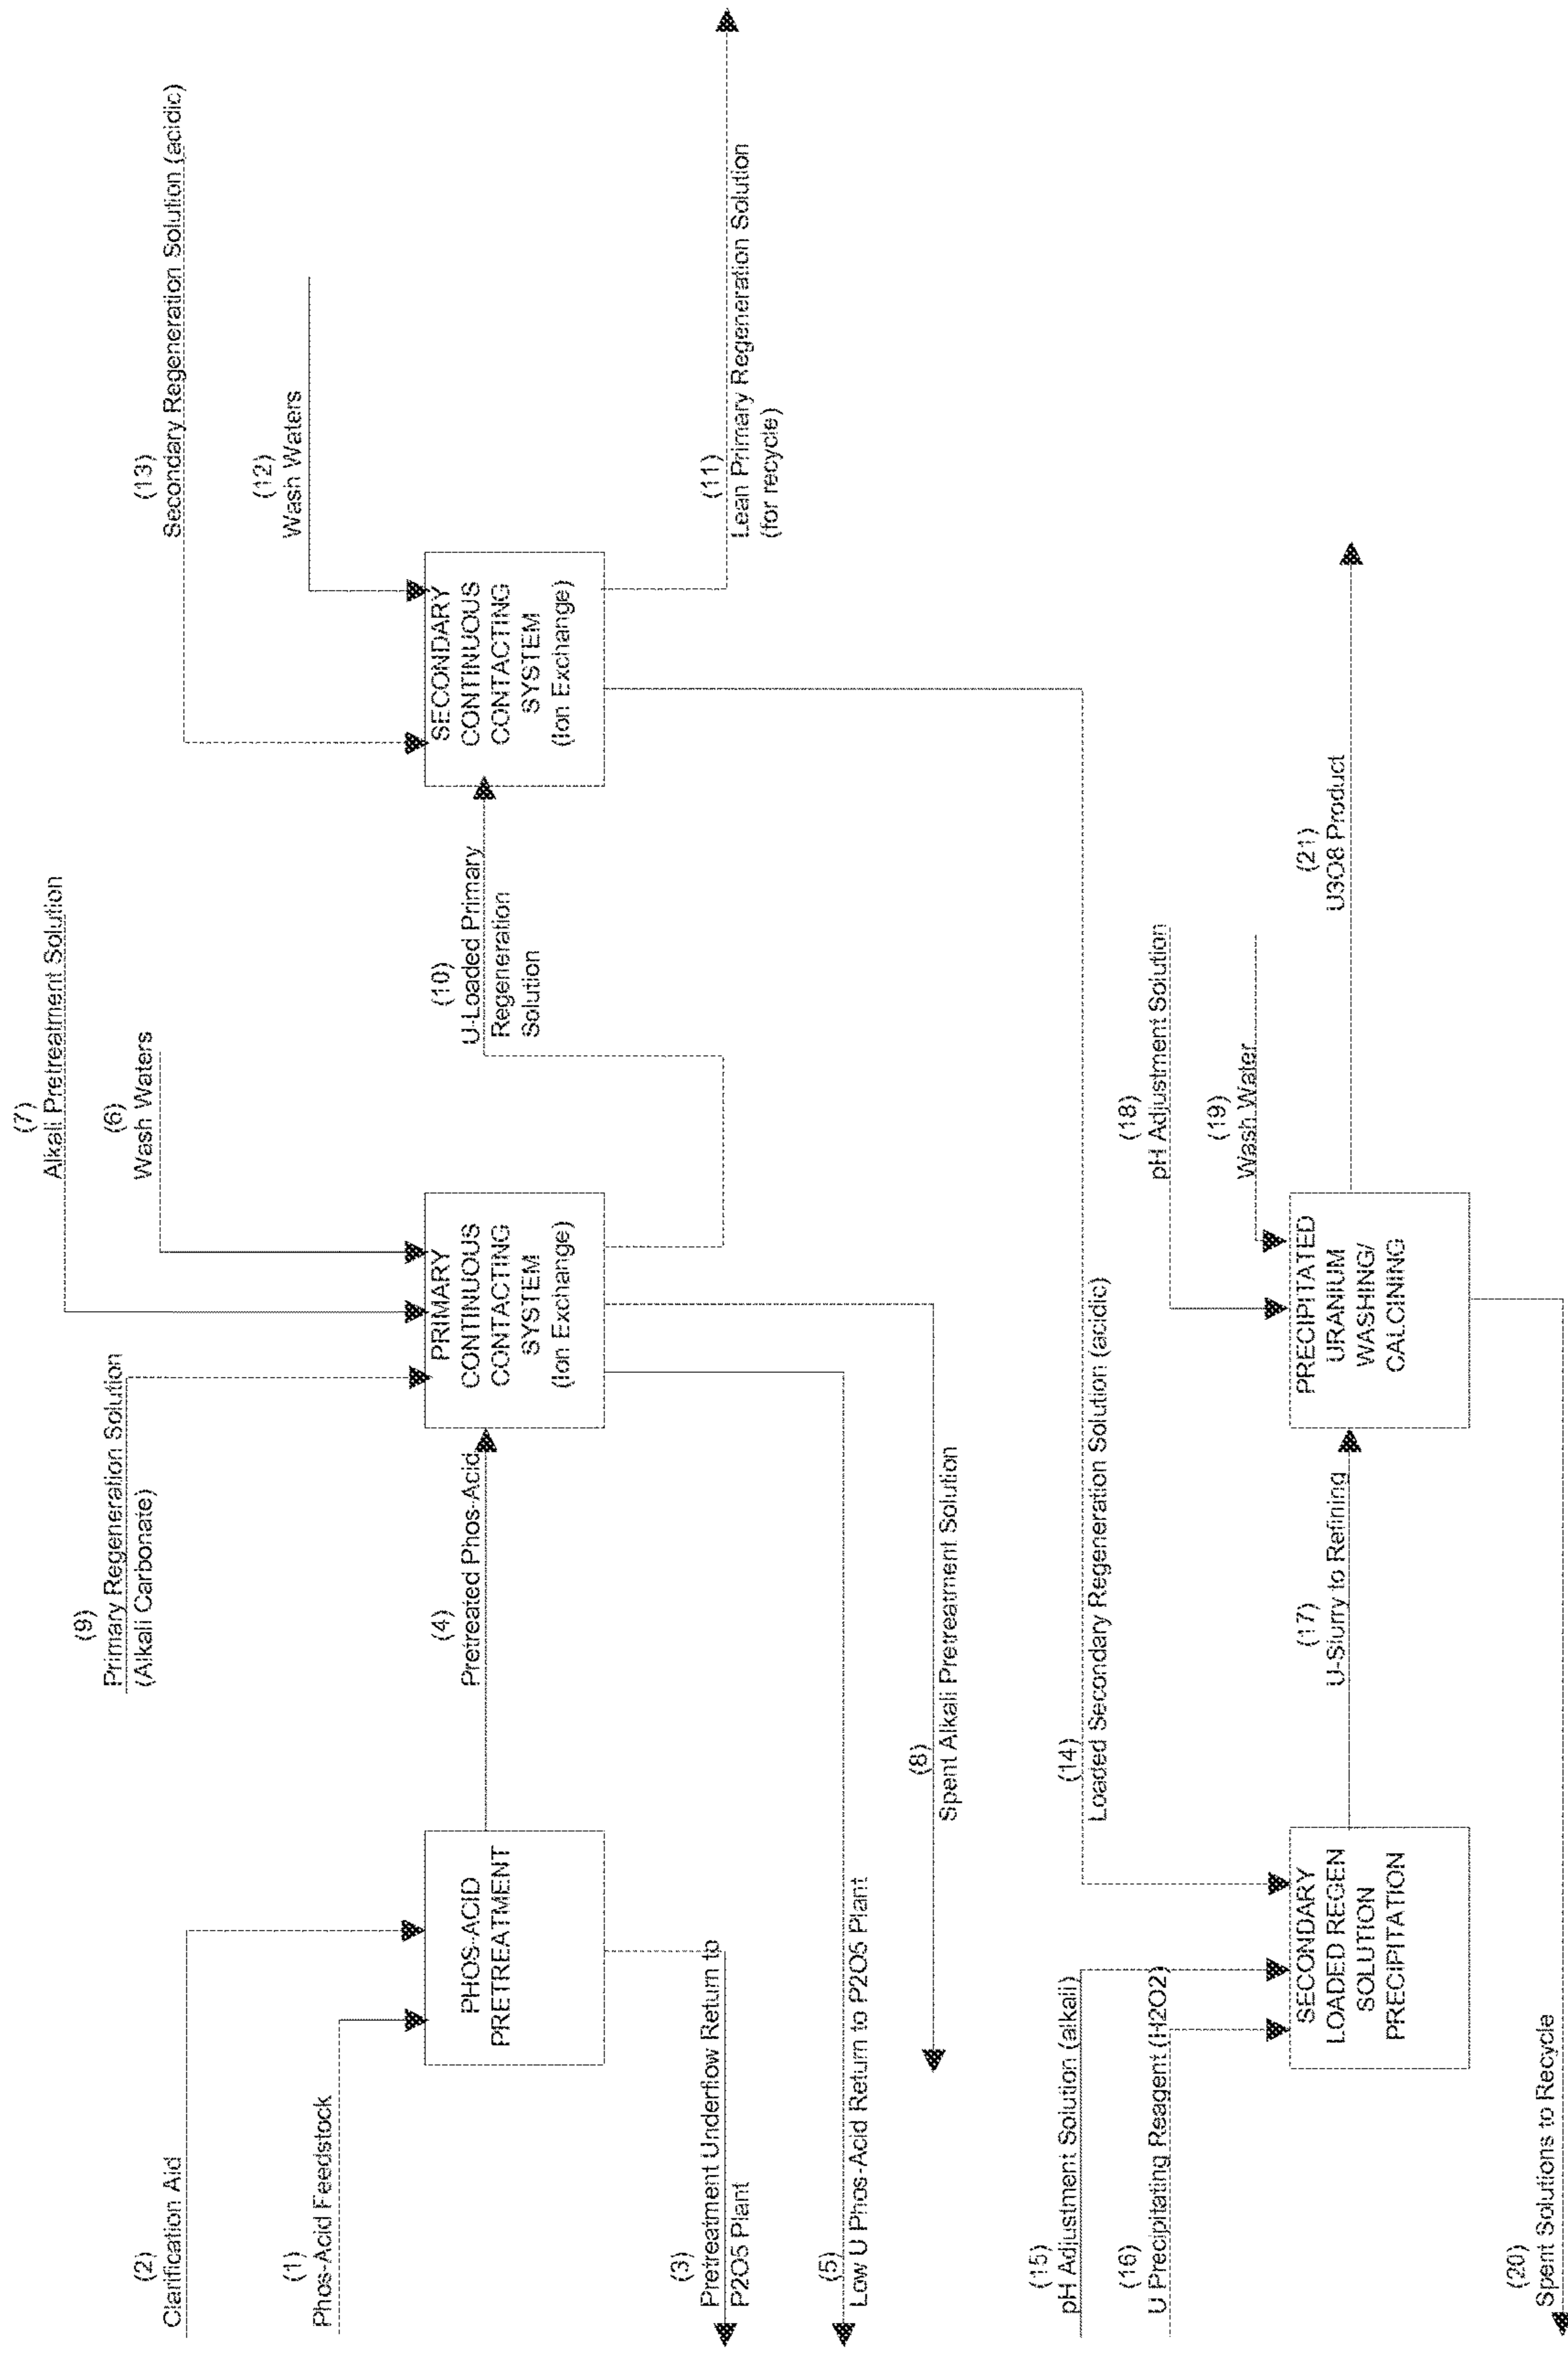 (7)
Alkali Pretreatment Solution
(9)
Primary Regeneration Solution
(Alkali Carbonate)
(6)
Wash Waters
(13)
Secondary Regeneration Solution (acidic)
(2)
Clarification Aid
(12)
Wash Waters
(1)
Phos-Acid Feedstock
PHOS-ACID
PRETREATMENT
(4)
Pretreated Phos-Acid
PRIMARY
CONTINUOUS
CONTACTING
SYSTEM
(Ion Exchange)
(10)
U-Loaded Primary
Regeneration
Solution
SECONDARY
CONTINUOUS
CONTACTING
SYSTEM
(Ion Exchange)
(3)
Pretreatment Underflow Return to
P2O5 Plant
(11)
Lean Primary Regeneration Solution
(for recycle)
(5)
Low U Phos-Acid Return to P2O5 Plant
(8)
Spent Alkali Pretreatment Solution
(15)
pH Adjustment Solution (alkali)
(14)
Loaded Secondary Regeneration Solution (acidic)
(16)
U Precipitating Reagent (H2O2)
(18)
pH Adjustment Solution
(19)
Wash Water
SECONDARY
LOADED REGEN
SOLUTION
PRECIPITATION
(17)
U-Slurry to Refining
PRECIPITATED
URANIUM
WASHING/
CALCINING
(21)
U3O8 Product
(20)
Spent Solutions to Recycle